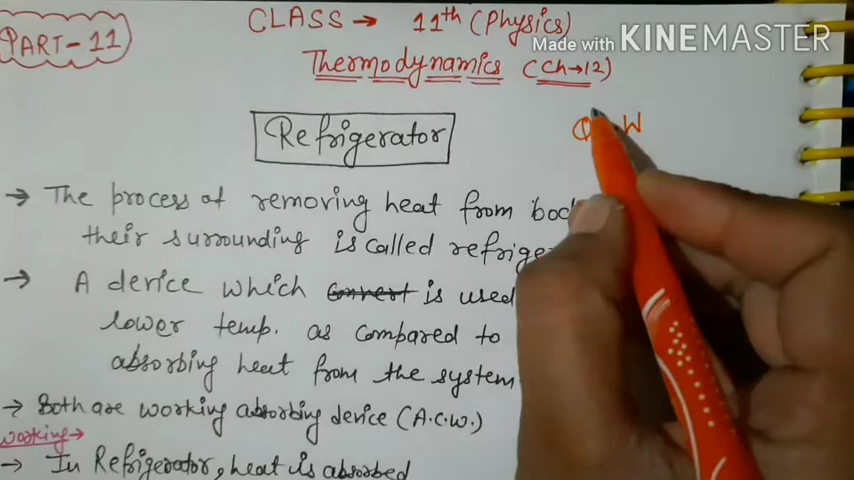 CLASS → 11th (Physics)
PART-11
Made with KINEMASTER
Thermodynamics (Ch→12)
Refrigerator
W
→ The process of removing heat from
their surrounding is called
→ A device which convert is used
lower temp. as compared to
absorbing heat from the system
→ Both are working absorbing device (A.C.W.)
working→
→ In Refrigerator, heat is absorbed